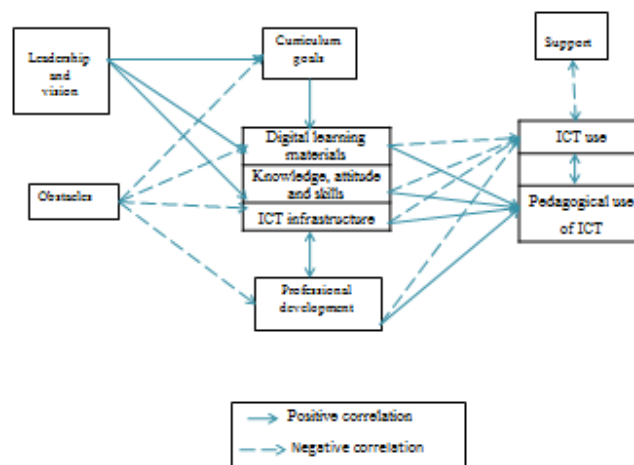 Leadership
and
vision
Curriculum
goals
Support
Digital learning
materials
Knowledge, attitude
and skills
ICT infrastructure
ICT use
Pedagogical use
of ICT
Obstacles
Professional
development
Positive correlation
Negative correlation